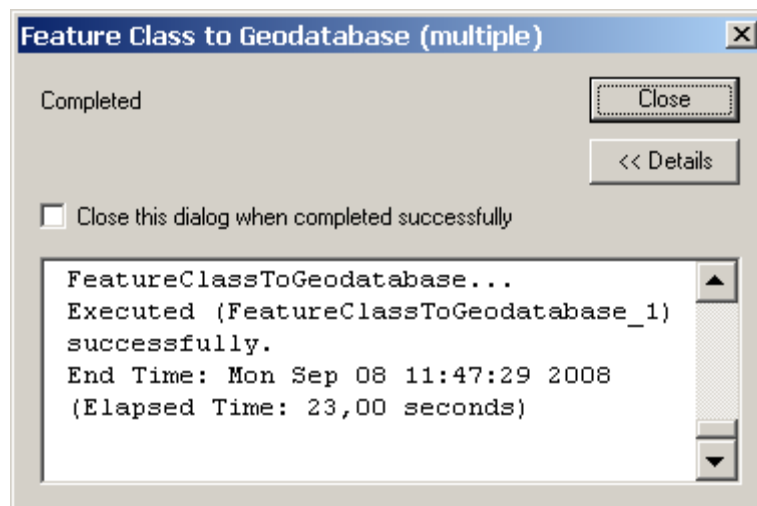 Feature Class to Geodatabase (multiple)
Completed
Close
<< Details
Close this dialog when completed successfully
FeatureClassToGeodatabase...
Executed (FeatureClassToGeodatabase_1)
successfully.
End Time: Mon Sep 08 11:47:29 2008
(Elapsed Time: 23,00 seconds)